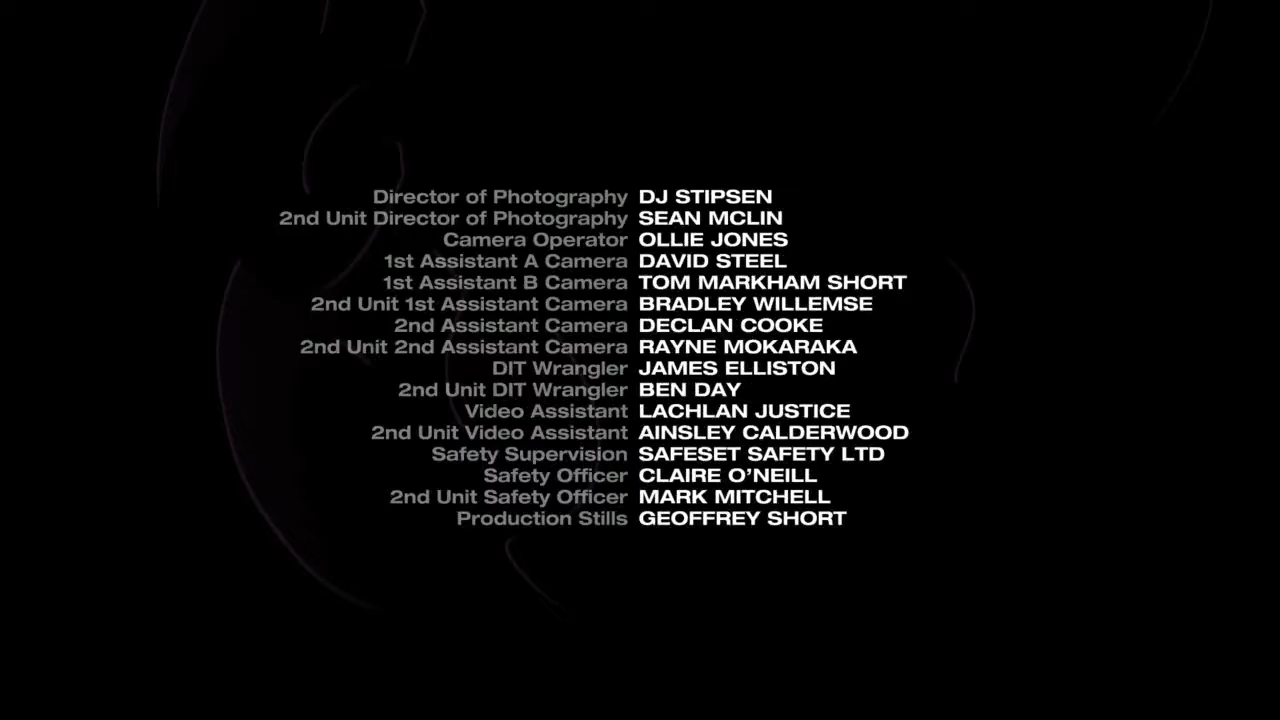 Director of Photography DJ STIPSEN
2nd Unit Director of Photography SEAN MCLIN
Camera Operator OLLIE JONES
1st Assistant A Camera DAVID STEEL
1st Assistant B Camera TOM MARKHAM SHORT
2nd Unit 1st Assistant Camera BRADLEY WILLEMSE
2nd Assistant Camera DECLAN COOKE
2nd Unit 2nd Assistant Camera RAYNE MOKARAKA
DIT Wrangler JAMES ELLISTON
2nd Unit DIT Wrangler BEN DAY
Video Assistant LACHLAN JUSTICE
2nd Unit Video Assistant AINSLEY CALDERWOOD
Safety Supervision SAFESET SAFETY LTD
Safety Officer CLAIRE O’NEILL
2nd Unit Safety Officer MARK MITCHELL
Production Stills GEOFFREY SHORT